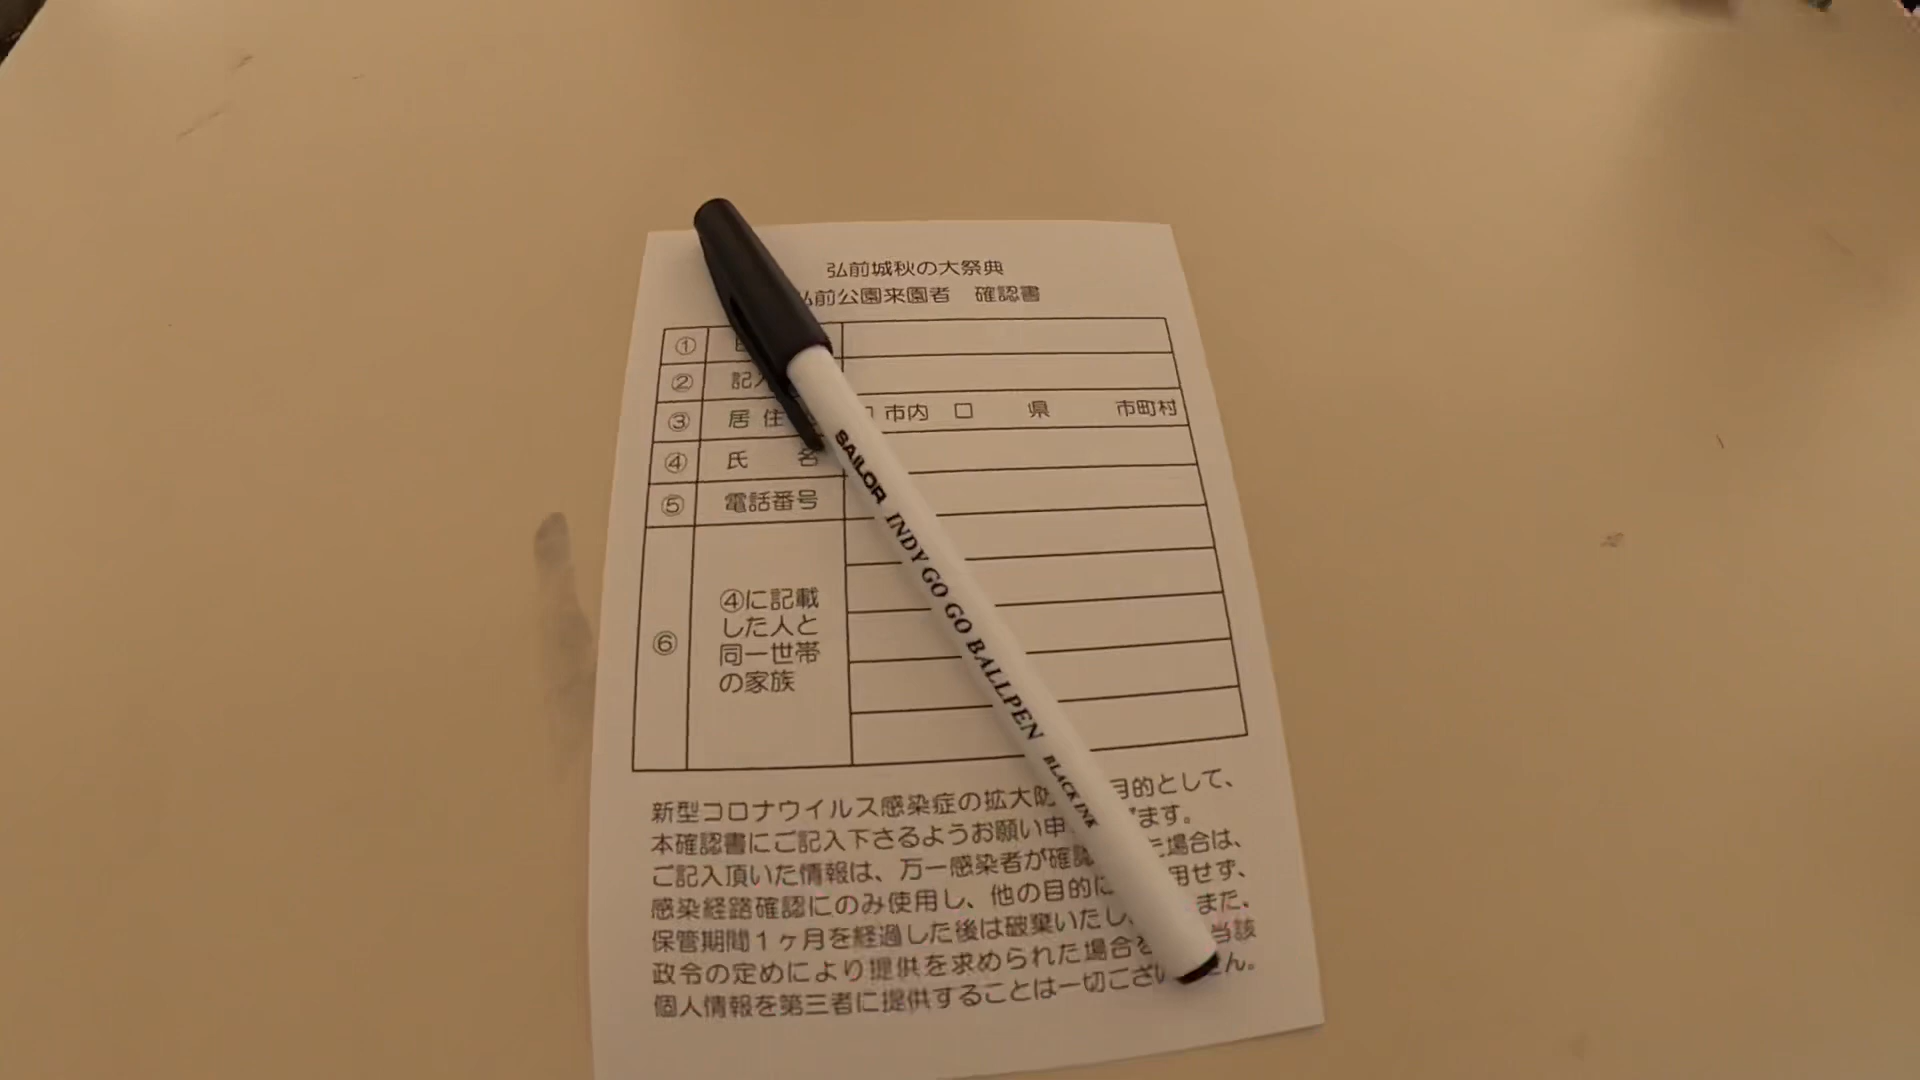 弘前城秋の大祭典
弘前公園来園者 確認書
①
② 記入
③ 居住 □ 市内 □ 県 市町村
④ 氏 名
⑤ 電話番号
⑥
④に記載
した人と
同一世帯
の家族
SAILOR INDY GO GO BALLPEN BLACK INK
新型コロナウイルス感染症の拡大防 目的として、
本確認書にご記入下さるようお願い申 げます。
ご記入頂いた情報は、万一感染者が確認 た場合は、
感染経路確認にのみ使用し、他の目的に 用せず、
保管期間1ヶ月を経過した後は破棄いたし また、
政令の定めにより提供を求められた場合を 当該
個人情報を第三者に提供することは一切ござい せん。